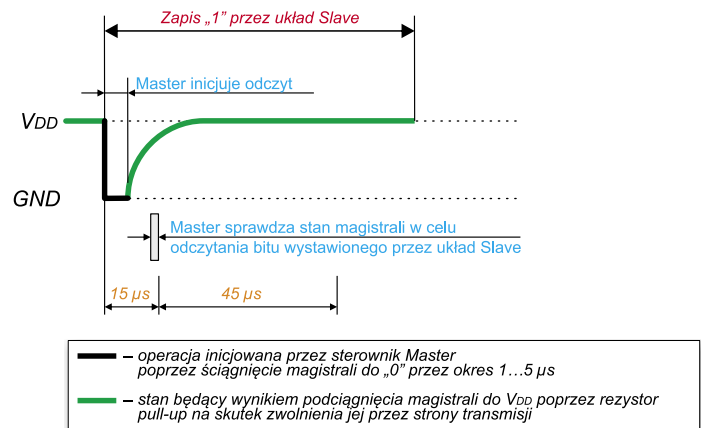 Zapis „1” przez układ Slave
Master inicjuje odczyt
VDD
GND
Master sprawdza stan magistrali w celu
odczytania bitu wystawionego przez układ Slave
15 µs
45 µs
– operacja inicjowana przez sterownik Master
poprzez ściągnięcie magistrali do „0” przez okres 1...5 µs
– stan będący wynikiem podciągnięcia magistrali do VDD poprzez rezystor
pull-up na skutek zwolnienia jej przez strony transmisji